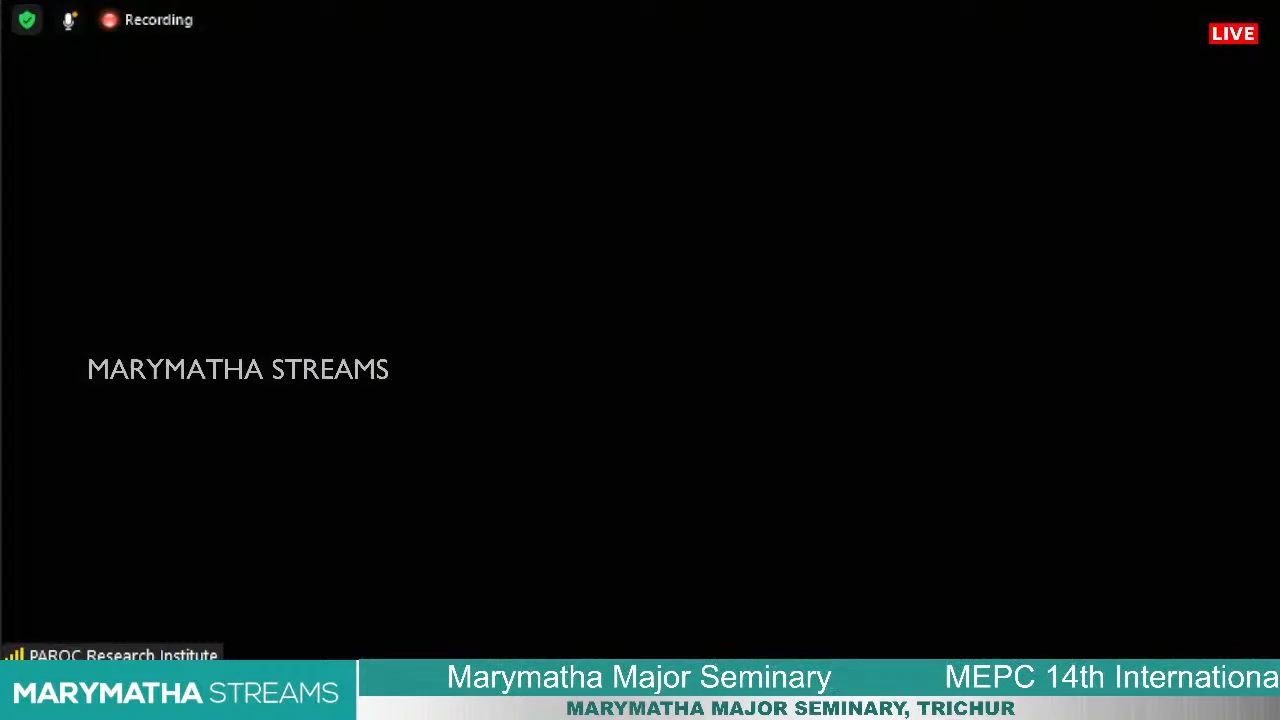 Recording
LIVE
MARYMATHA STREAMS
PAROC Research Institute
Marymatha Major Seminary MEPC 14th Internationa
MARYMATHA STREAMS
MARYMATHA MAJOR SEMINARY, TRICHUR